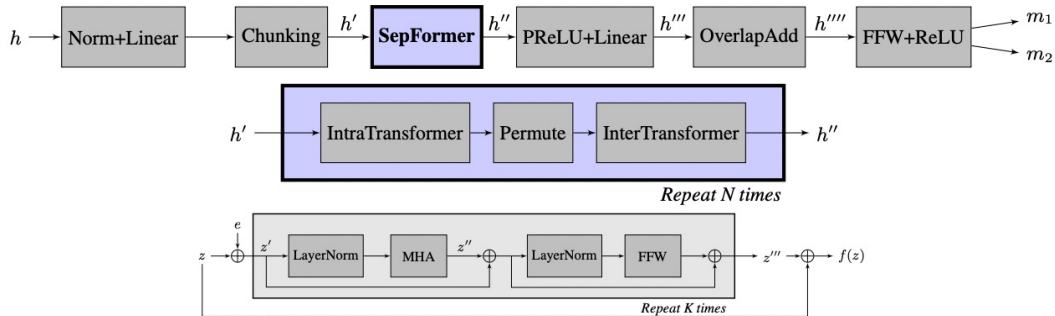 h Norm+Linear Chunking h′ SepFormer h′′ PReLU+Linear h′′′ OverlapAdd h′′′′ FFW+ReLU m₁
m₂
h′ IntraTransformer Permute InterTransformer h′′
Repeat N times
e
z z′ LayerNorm MHA z′′ LayerNorm FFW z′′′ f(z)
Repeat K times